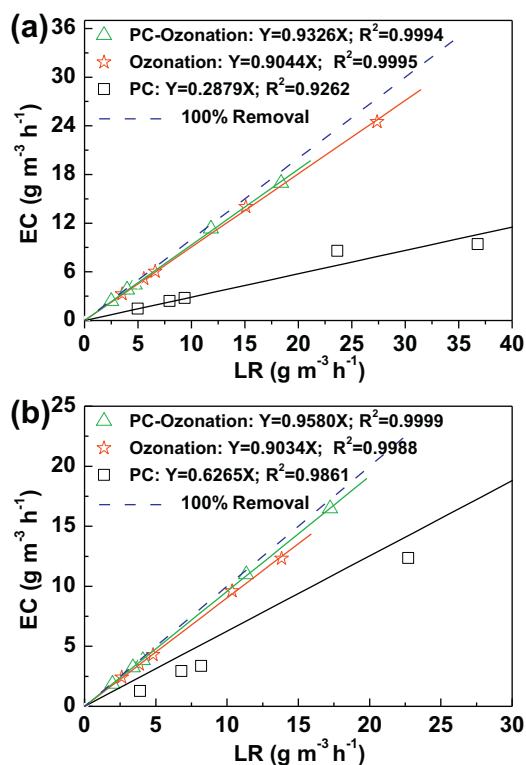 (a)
36
30
24
18
12
6
0
EC (g m⁻³ h⁻¹)
PC-Ozonation: Y=0.9326X; R²=0.9994
Ozonation: Y=0.9044X; R²=0.9995
PC: Y=0.2879X; R²=0.9262
100% Removal
0 5 10 15 20 25 30 35 40
LR (g m⁻³ h⁻¹)
(b)
25
20
15
10
5
0
EC (g m⁻³ h⁻¹)
PC-Ozonation: Y=0.9580X; R²=0.9999
Ozonation: Y=0.9034X; R²=0.9988
PC: Y=0.6265X; R²=0.9861
100% Removal
0 5 10 15 20 25 30
LR (g m⁻³ h⁻¹)